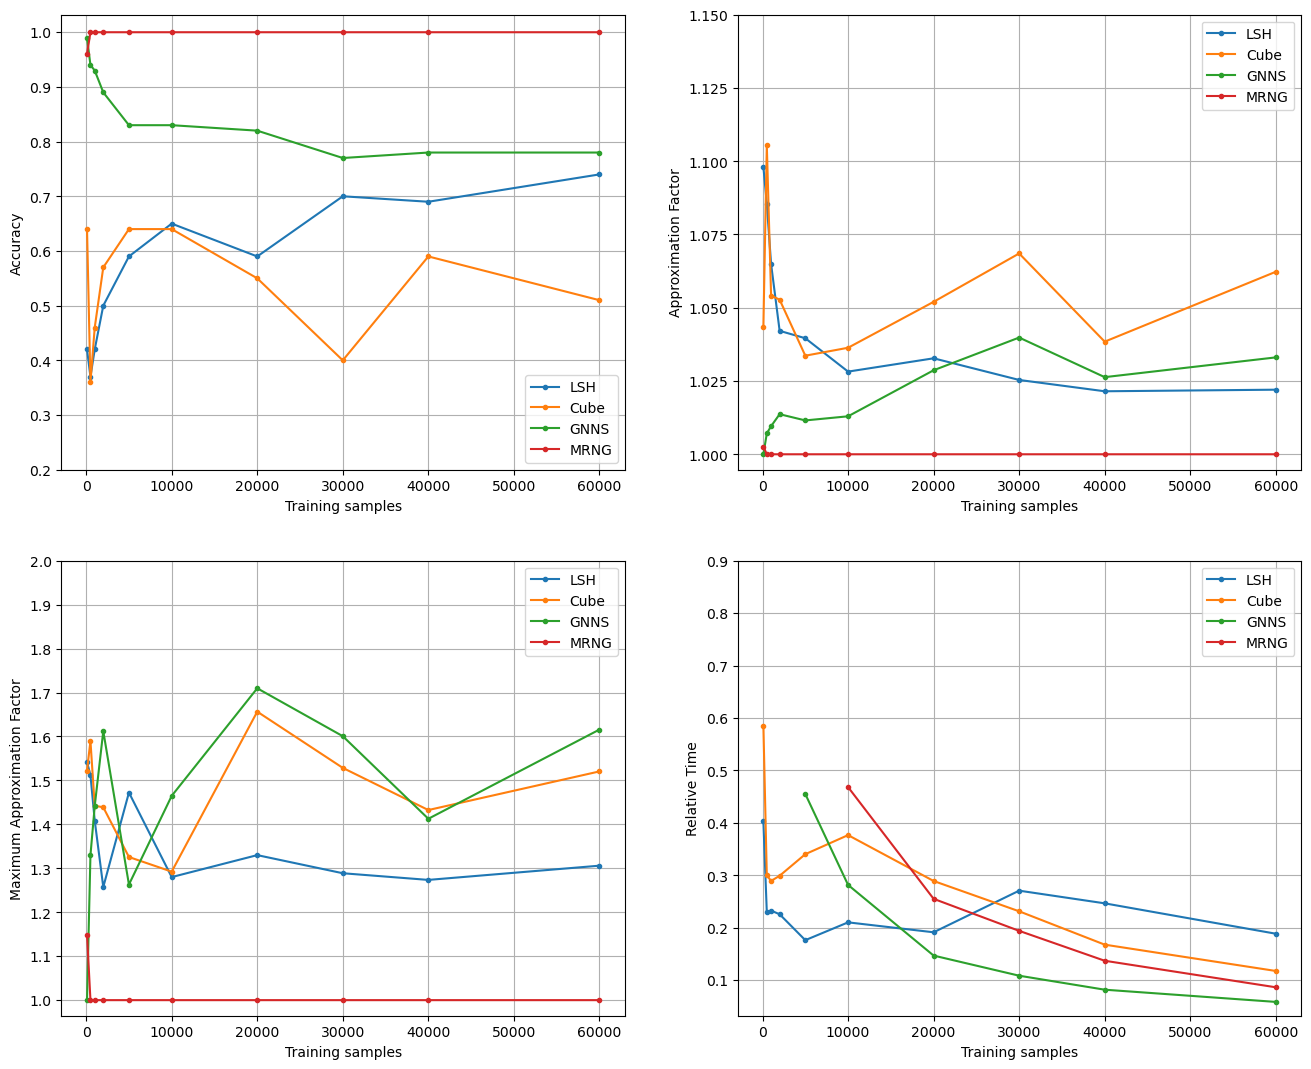 1.0
0.9
0.8
0.7
0.6
0.5
0.4
0.3
0.2
Accuracy
0
10000
20000
30000
40000
50000
60000
Training samples
LSH
Cube
GNNS
MRNG
1.150
1.125
1.100
1.075
1.050
1.025
1.000
Approximation Factor
0
10000
20000
30000
40000
50000
60000
Training samples
LSH
Cube
GNNS
MRNG
2.0
1.9
1.8
1.7
1.6
1.5
1.4
1.3
1.2
1.1
1.0
Maximum Approximation Factor
0
10000
20000
30000
40000
50000
60000
Training samples
LSH
Cube
GNNS
MRNG
0.9
0.8
0.7
0.6
0.5
0.4
0.3
0.2
0.1
Relative Time
0
10000
20000
30000
40000
50000
60000
Training samples
LSH
Cube
GNNS
MRNG